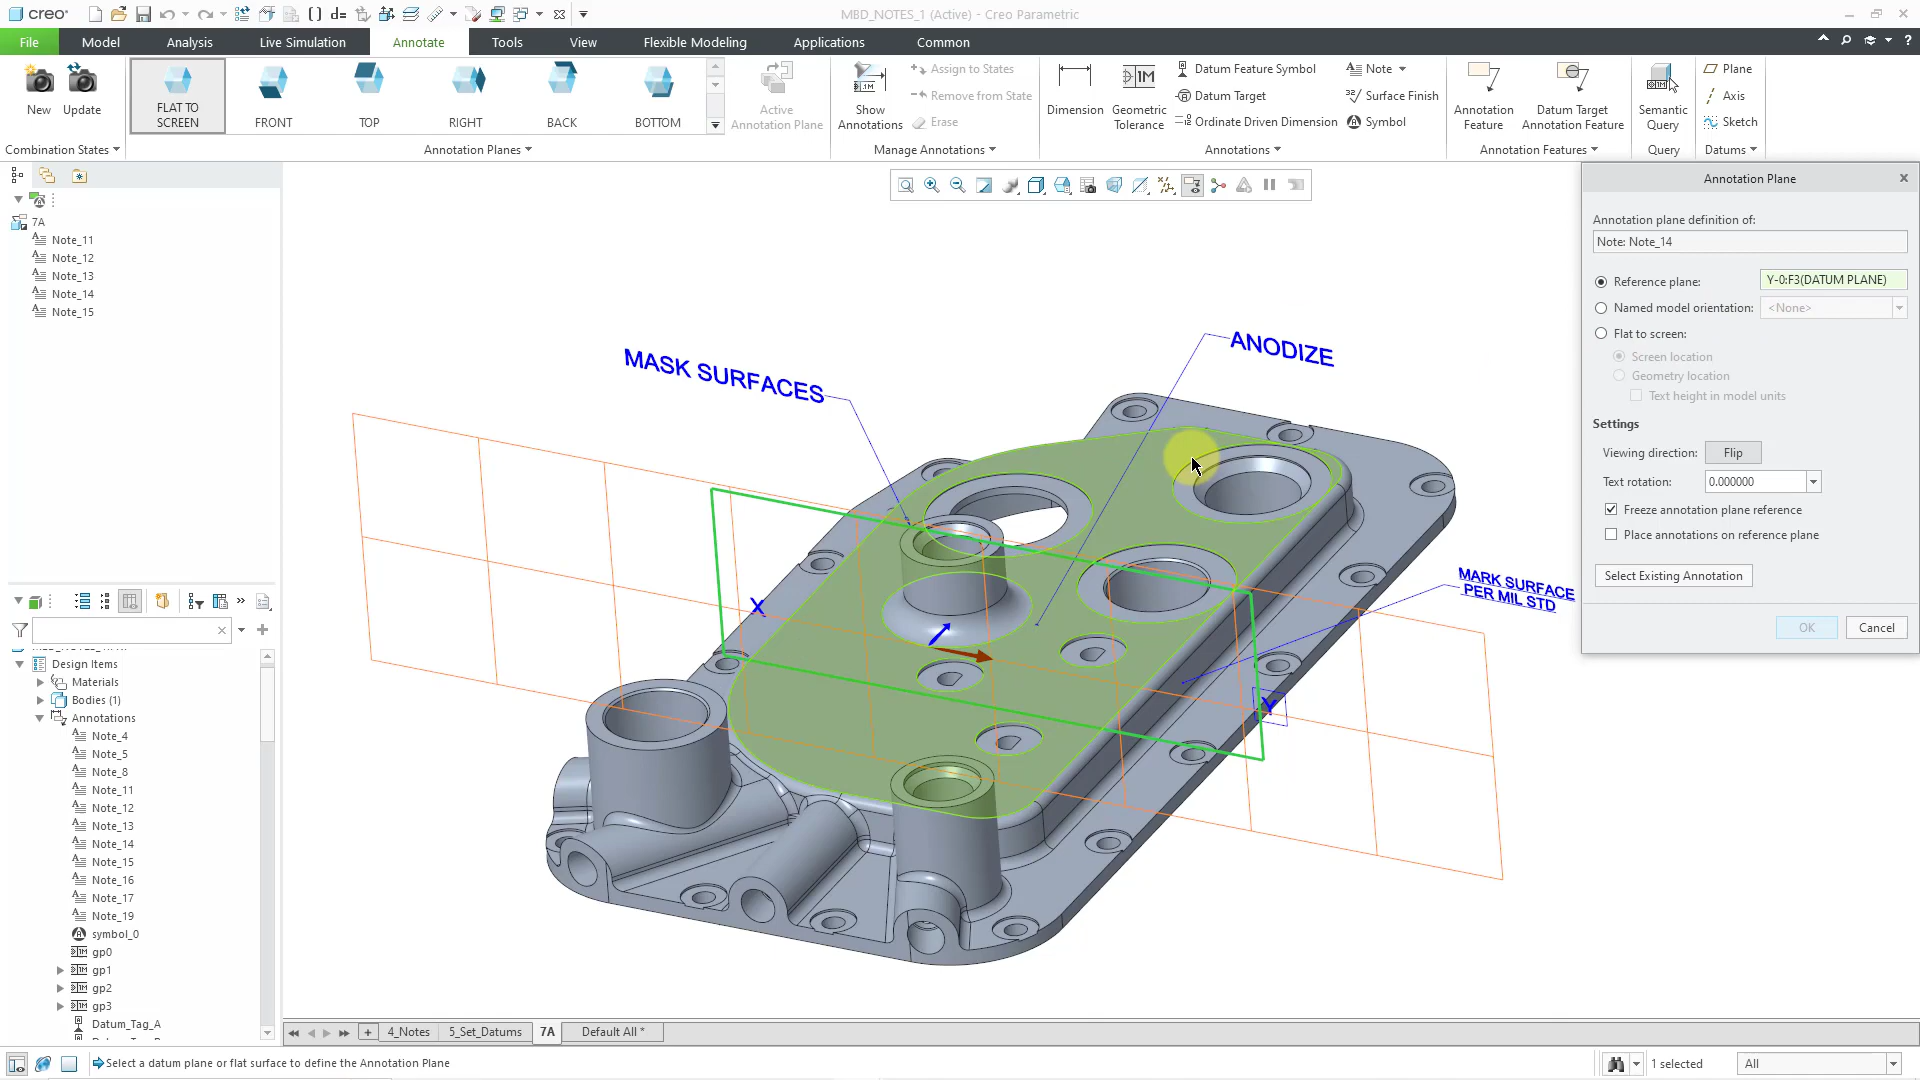 creo
MBD_NOTES_1 (Active) - Creo Parametric
File
Model
Analysis
Live Simulation
Annotate
Tools
View
Flexible Modeling
Applications
Common
New
Update
Combination States
FLAT TO
SCREEN
FRONT
TOP
RIGHT
BACK
BOTTOM
Annotation Planes
Active
Annotation Plane
Show
Annotations
Assign to States
Remove from State
Erase
Manage Annotations
Dimension
Geometric
Tolerance
Datum Feature Symbol
Datum Target
Ordinate Driven Dimension
Note
Surface Finish
Symbol
Annotations
Annotation
Feature
Datum Target
Annotation Feature
Annotation Features
Semantic
Query
Query
Plane
Axis
Sketch
Datums
7A
Note_11
Note_12
Note_13
Note_14
Note_15
Design Items
Materials
Bodies (1)
Annotations
Note_4
Note_5
Note_8
Note_11
Note_12
Note_13
Note_14
Note_15
Note_16
Note_17
Note_19
symbol_0
gp0
gp1
gp2
gp3
Datum_Tag_A
MASK SURFACES
ANODIZE
MARK SURFACE
PER MIL STD
X
Y
Annotation Plane
Annotation plane definition of:
Note: Note_14
Reference plane:
Y-0:F3(DATUM PLANE)
Named model orientation:
<None>
Flat to screen:
Screen location
Geometry location
Text height in model units
Settings
Viewing direction:
Flip
Text rotation:
0.000000
Freeze annotation plane reference
Place annotations on reference plane
Select Existing Annotation
OK
Cancel
4_Notes
5_Set_Datums
7A
Default All *
Select a datum plane or flat surface to define the Annotation Plane
1 selected
All